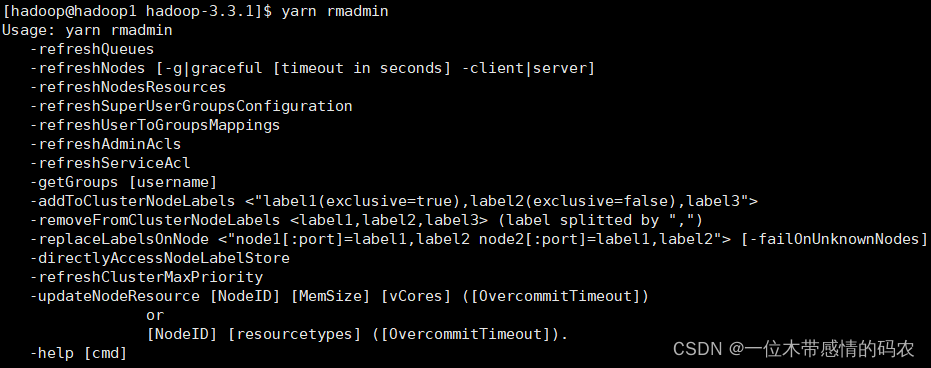 [hadoop@hadoop1 hadoop-3.3.1]$ yarn rmadmin
Usage: yarn rmadmin
   -refreshQueues
   -refreshNodes [-g|graceful [timeout in seconds] -client|server]
   -refreshNodesResources
   -refreshSuperUserGroupsConfiguration
   -refreshUserToGroupsMappings
   -refreshAdminAcls
   -refreshServiceAcl
   -getGroups [username]
   -addToClusterNodeLabels <"label1(exclusive=true),label2(exclusive=false),label3">
   -removeFromClusterNodeLabels <label1,label2,label3> (label splitted by ",")
   -replaceLabelsOnNode <"node1[:port]=label1,label2 node2[:port]=label1,label2"> [-failOnUnknownNodes]
   -directlyAccessNodeLabelStore
   -refreshClusterMaxPriority
   -updateNodeResource [NodeID] [MemSize] [vCores] ([OvercommitTimeout])
                or
                [NodeID] [resourcetypes] ([OvercommitTimeout]).
   -help [cmd]
CSDN @一位木带感情的码农